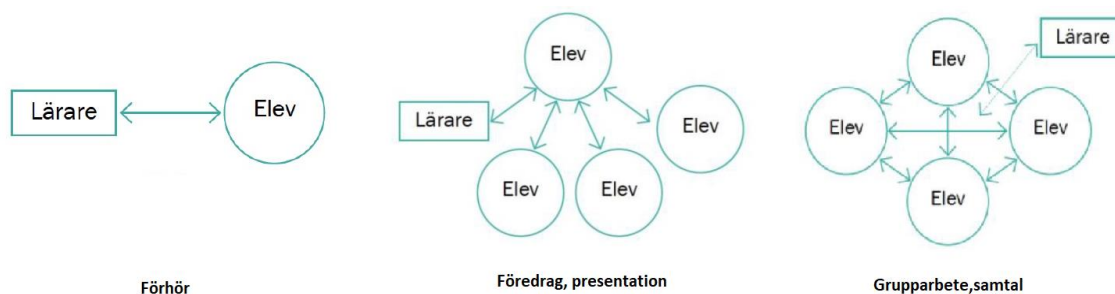 Lärare
Elev
Förhör
Elev
Lärare
Elev
Elev
Elev
Föredrag, presentation
Lärare
Elev
Elev
Elev
Elev
Grupparbete,samtal